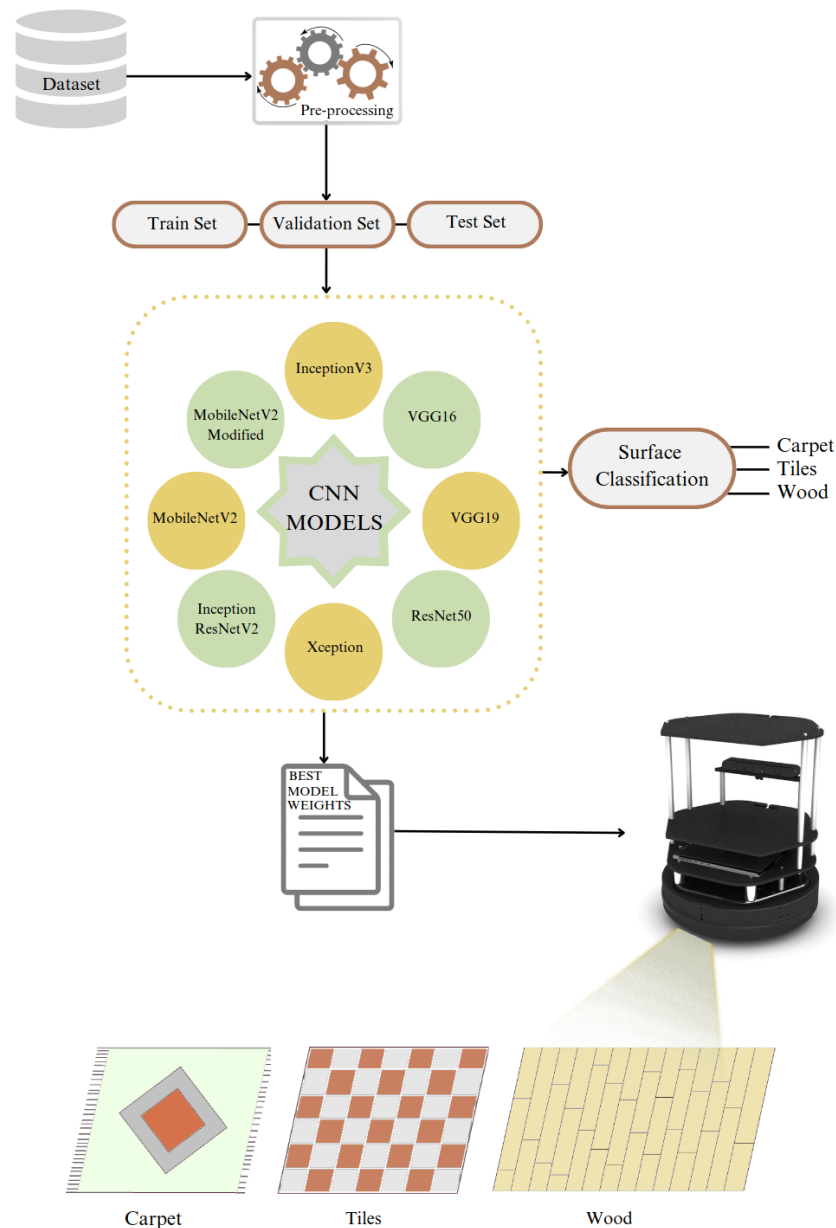 Dataset
Pre-processing
Train Set
Validation Set
Test Set
InceptionV3
MobileNetV2
Modified
VGG16
CNN
MODELS
MobileNetV2
VGG19
Inception
ResNetV2
ResNet50
Xception
Surface
Classification
Carpet
Tiles
Wood
BEST
MODEL
WEIGHTS
Carpet
Tiles
Wood